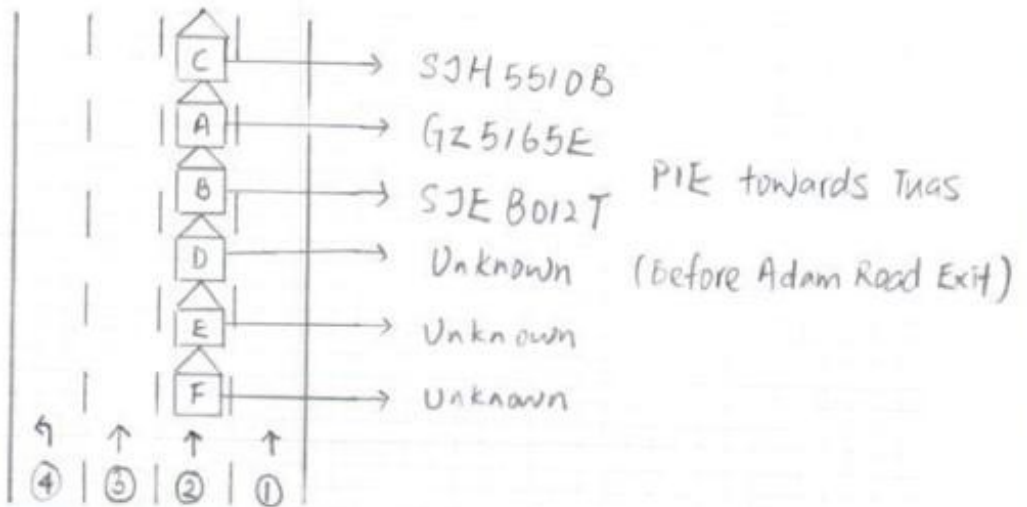 C → SJH 5510B
A → GZ 5165E
B → SJE 8012T
PIE towards Tuas
D → Unknown
(Before Adam Road Exit)
E → Unknown
F → Unknown
④ ③ ② ①